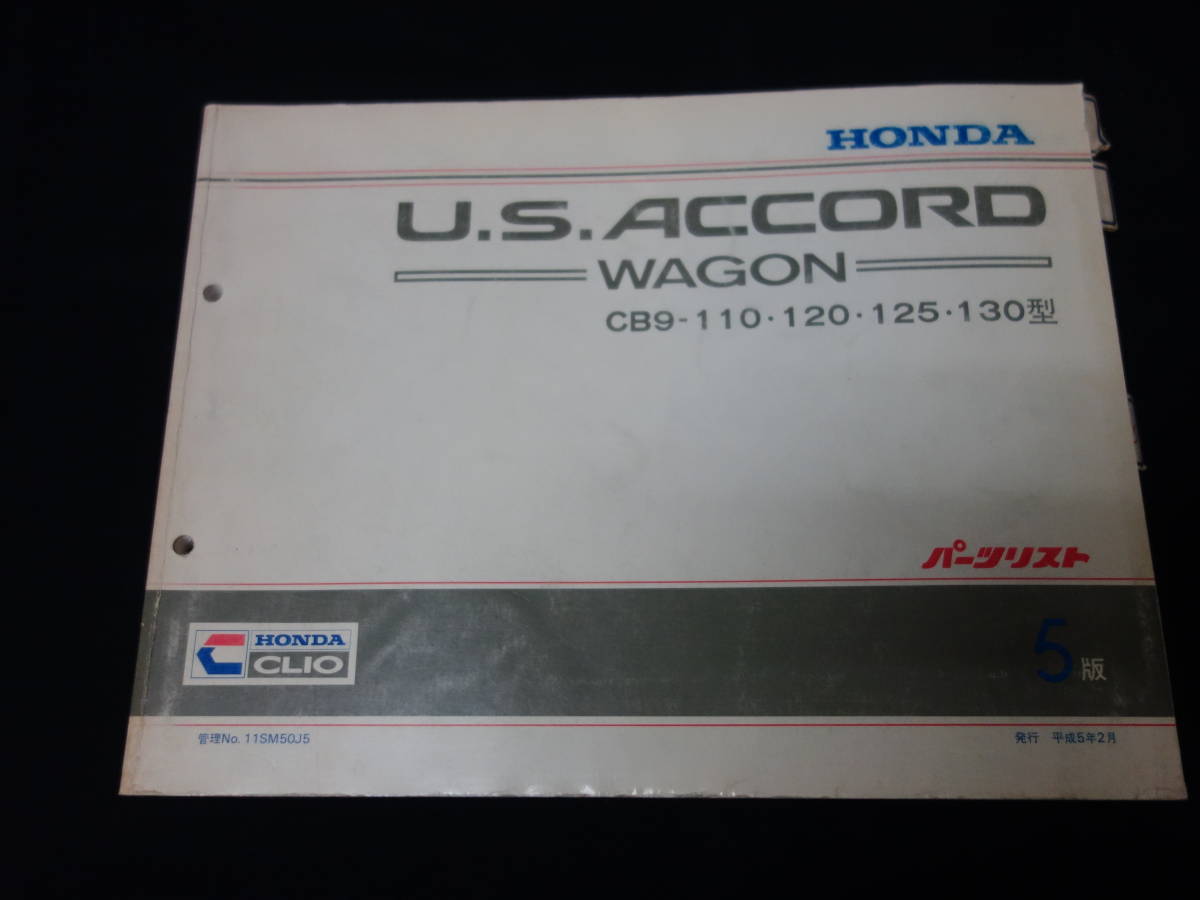 HONDA
U.S. ACCORD
WAGON
CB9-110・120・125・130型
パーツリスト
HONDA
CLIO
5版
管理No. 11SM50J5
発行 平成5年2月